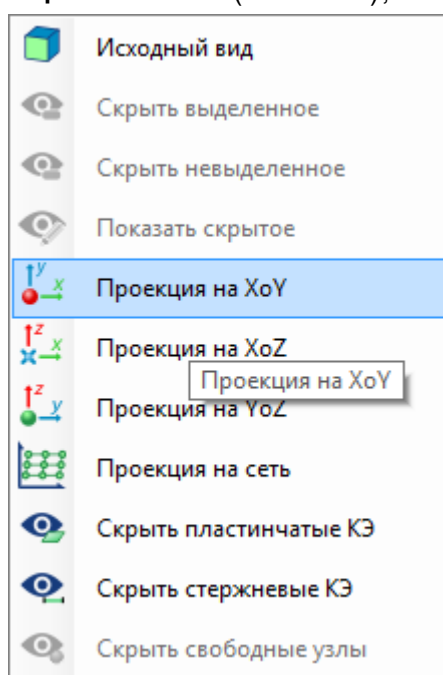 Исходный вид
Скрыть выделенное
Скрыть невыделенное
Показать скрытое
y x Проекция на XoY
z x Проекция на XoZ
Проекция на XoY
z y Проекция на YoZ
Проекция на сеть
Скрыть пластинчатые КЭ
Скрыть стержневые КЭ
Скрыть свободные узлы